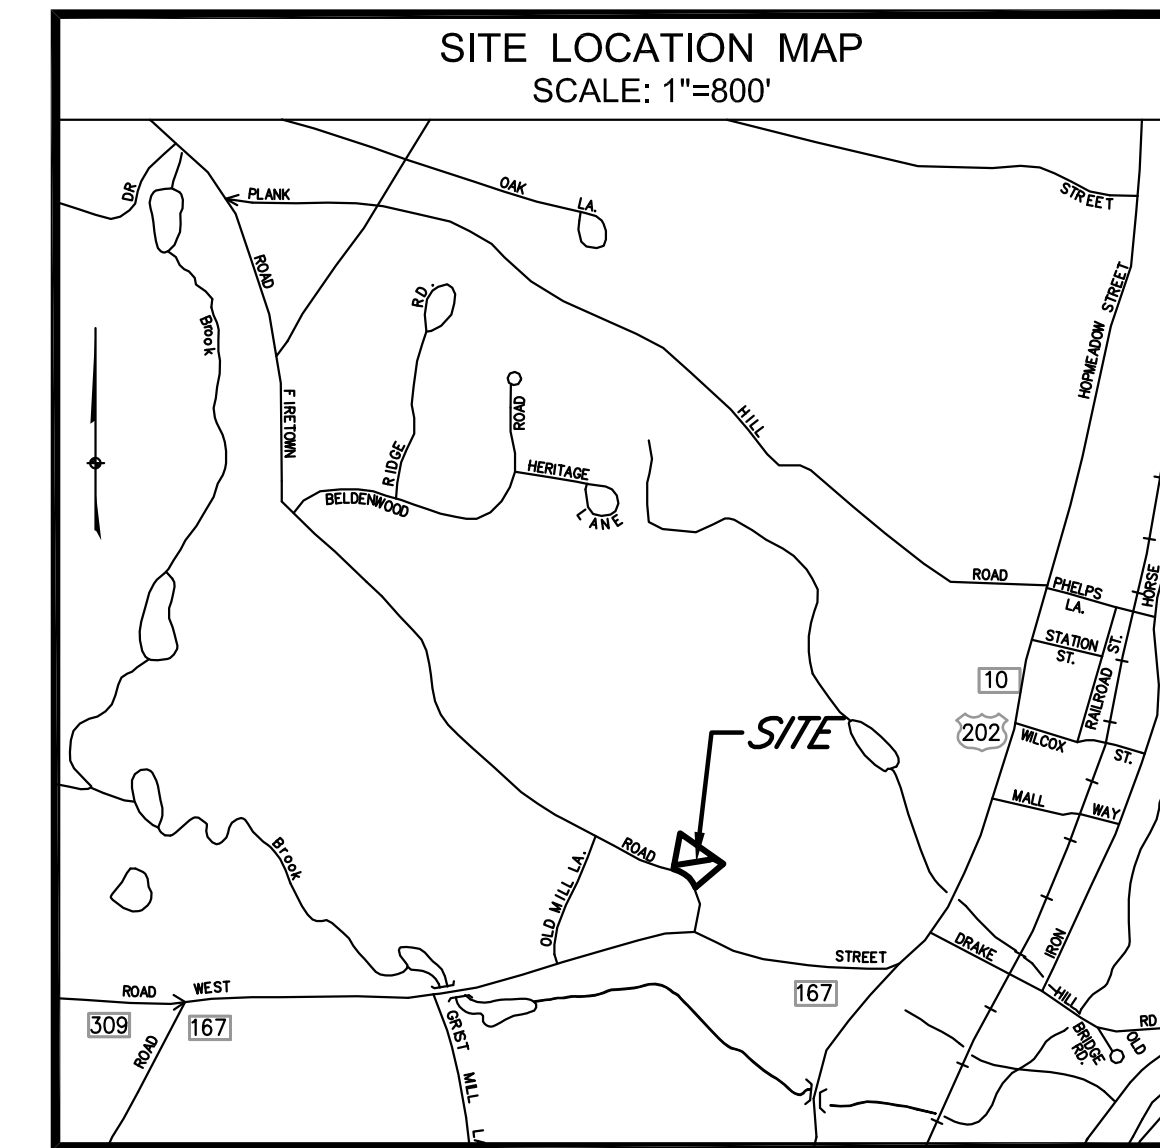 SITE LOCATION MAP
SCALE: 1"=800'
DR
PLANK
OAK
LA.
STREET
ROAD
RD.
HOPMEADOW STREET
Brook
FIRETOWN
ROAD
HILL
RIDGE
HERITAGE
LANE
BELDENWOOD
ROAD
PHELPS
LA.
HORSE
STATION
ST.
ST.
RAILROAD
10
202
WILCOX
ST.
SITE
MALL
WAY
ROAD
Brook
OLD MILL LA.
STREET
DRAKE
IRON
HILL
167
ROAD
WEST
309
167
ROAD
GRIST MILL
BRIDGE
RD.
OLD
RD